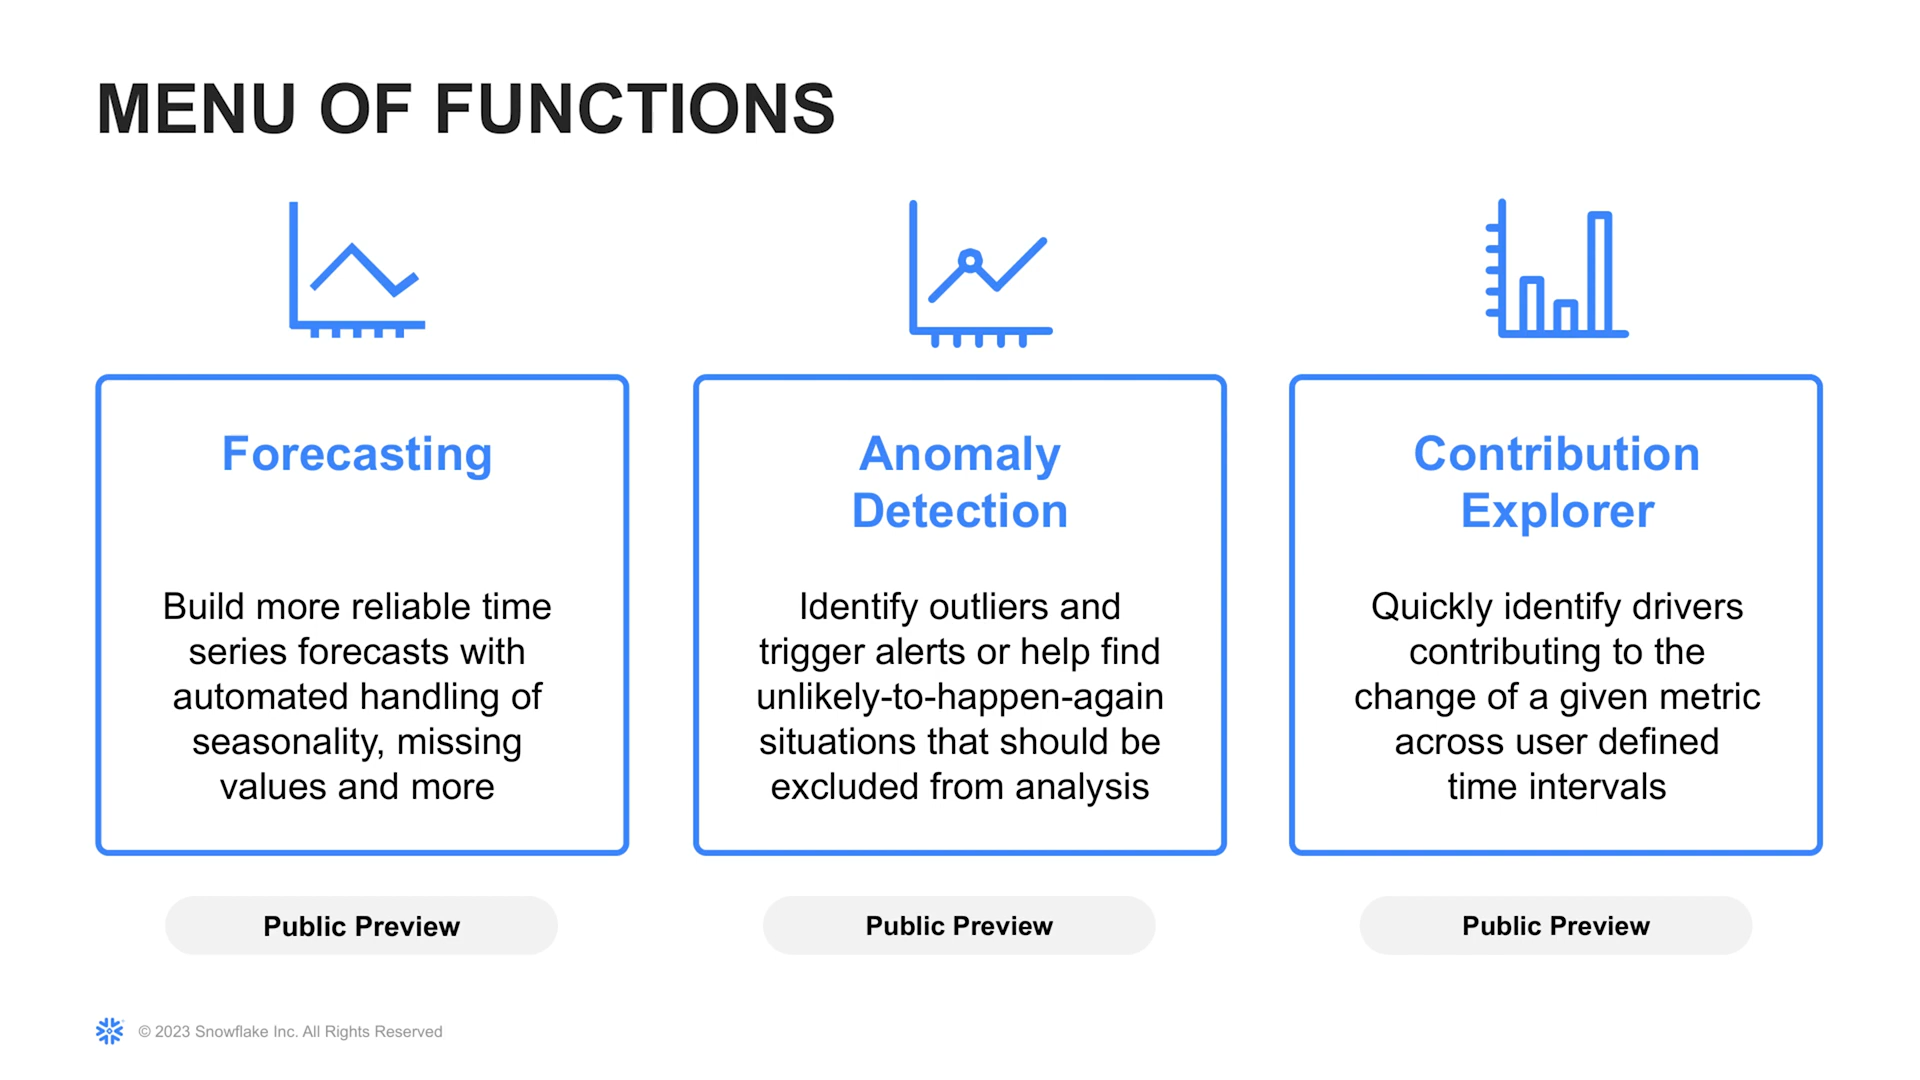 MENU OF FUNCTIONS
Forecasting
Build more reliable time
series forecasts with
automated handling of
seasonality, missing
values and more
Public Preview
Anomaly
Detection
Identify outliers and
trigger alerts or help find
unlikely-to-happen-again
situations that should be
excluded from analysis
Public Preview
Contribution
Explorer
Quickly identify drivers
contributing to the
change of a given metric
across user defined
time intervals
Public Preview
© 2023 Snowflake Inc. All Rights Reserved